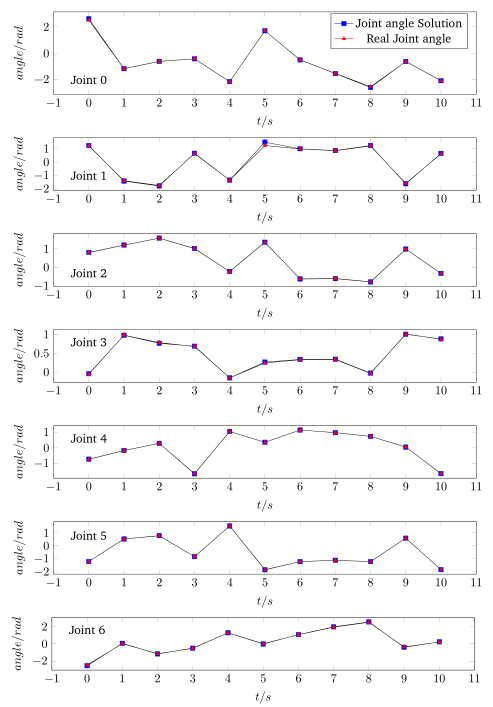 Joint angle Solution
Real Joint angle
angle/rad
2
0
−2
Joint 0
−1 0 1 2 3 4 5 6 7 8 9 10 11
t/s
angle/rad
1
0
−1
−2
Joint 1
−1 0 1 2 3 4 5 6 7 8 9 10 11
t/s
angle/rad
1
0
−1
Joint 2
−1 0 1 2 3 4 5 6 7 8 9 10 11
t/s
angle/rad
1
0.5
0
Joint 3
−1 0 1 2 3 4 5 6 7 8 9 10 11
t/s
angle/rad
1
0
−1
Joint 4
−1 0 1 2 3 4 5 6 7 8 9 10 11
t/s
angle/rad
1
0
−1
−2
Joint 5
−1 0 1 2 3 4 5 6 7 8 9 10 11
t/s
angle/rad
2
0
−2
Joint 6
−1 0 1 2 3 4 5 6 7 8 9 10 11
t/s